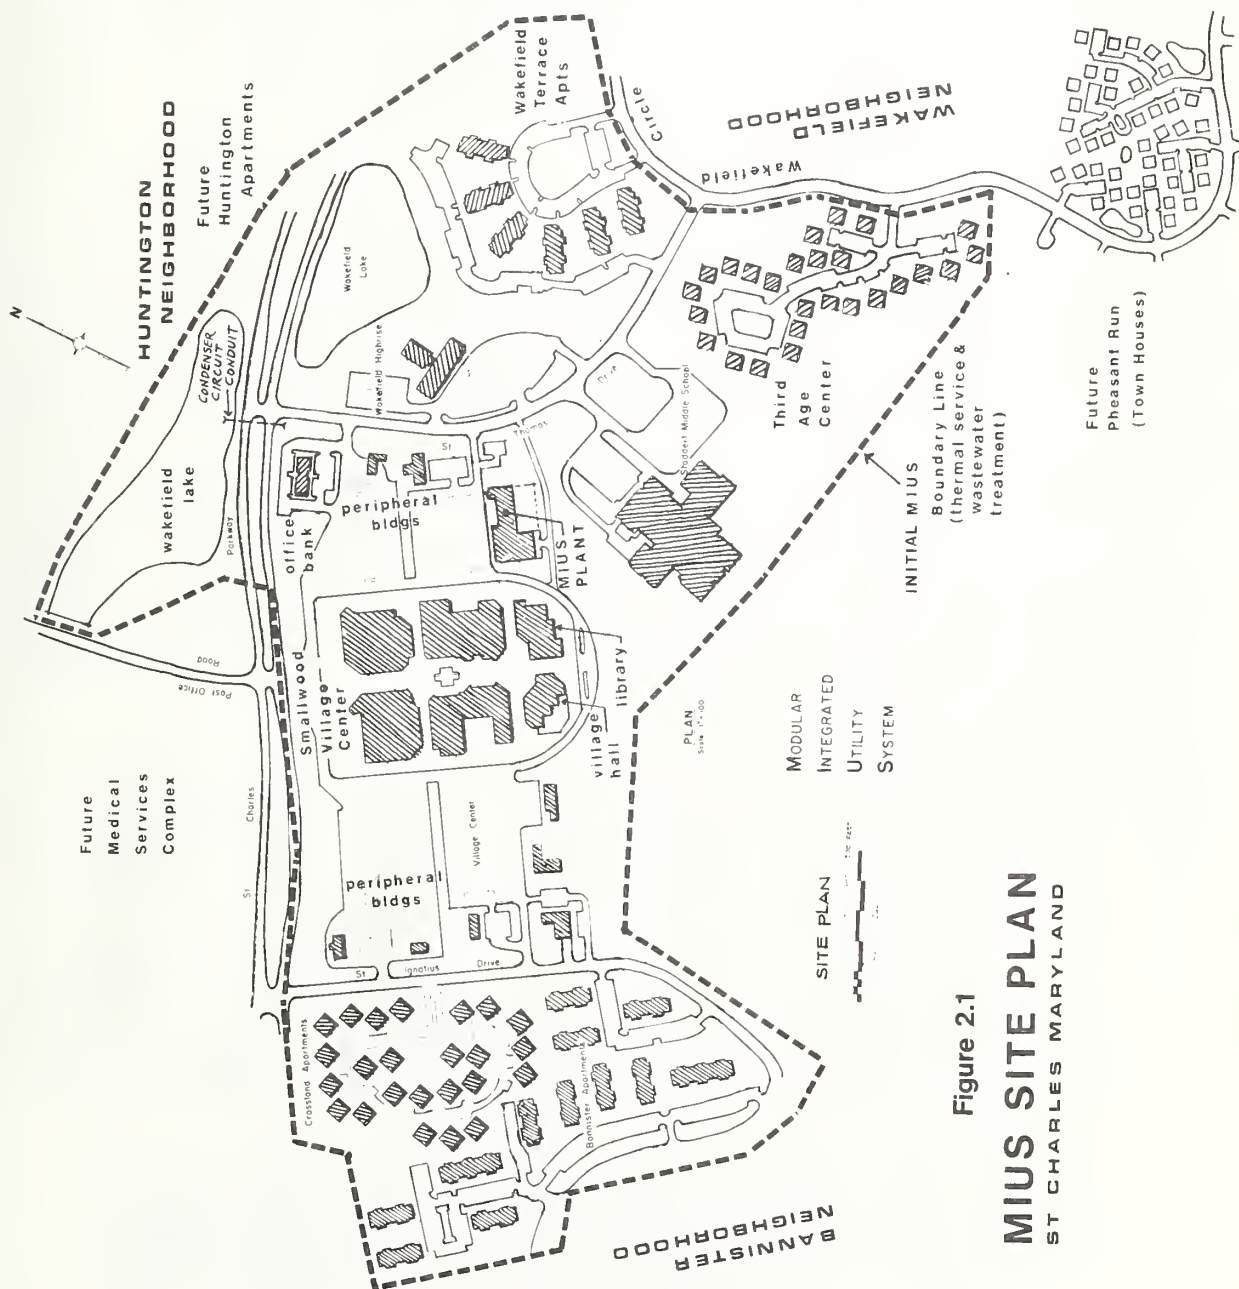 N
HUNTINGTON
NEIGHBORHOOD
Future
Huntington
Apartments
Wakefield
Terrace
Apts
Circle
Wakefield
WAKEFIELD
NEIGHBORHOOD
CONDENSER
CIRCUIT
CONDUIT
Wakefield
Lake
wakefield
lake
Parkway
Wakefield Highrise
office
bank
peripheral
bldgs
St
Thomas
Drive
Stoddert Middle School
MIUS
PLANT
Third
Age
Center
Future
Pheasant Run
(Town Houses)
INITIAL MIUS
Boundary Line
(thermal service &
wastewater
treatment)
Post Office
Road
Smallwood
Village
Center
library
village
hall
Future
Medical
Services
Complex
St
Charles
peripheral
bldgs
Village Center
St
Ignatius
Drive
Crossland Apartments
Bannister Apartments
BANNISTER
NEIGHBORHOOD
PLAN
Scale 1"=100
MODULAR
INTEGRATED
UTILITY
SYSTEM
SITE PLAN
Figure 2.1
MIUS SITE PLAN
ST CHARLES MARYLAND